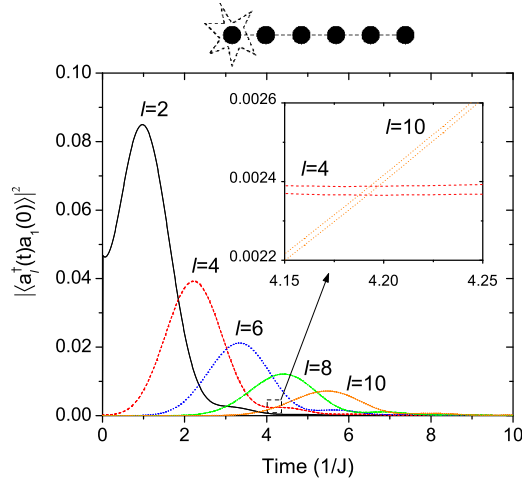 0.10
0.08
0.06
0.04
0.02
0.00
|⟨a_l^†(t)a_1(0)⟩|^2
l=2
l=4
l=6
l=8
l=10
0.0026
0.0024
0.0022
l=10
l=4
4.15 4.20 4.25
0 2 4 6 8 10
Time (1/J)